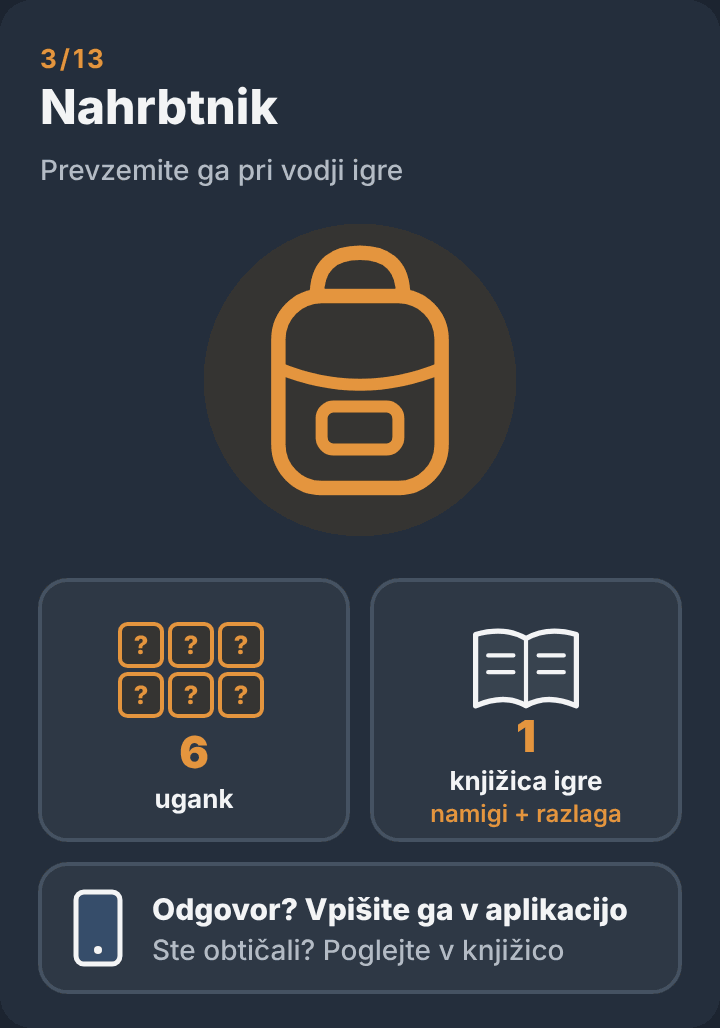 3/13
Nahrbtnik
Prevzemite ga pri vodji igre
? ? ?
? ? ?
6
ugank
1
knjižica igre
namigi + razlaga
Odgovor? Vpišite ga v aplikacijo
Ste obtičali? Poglejte v knjižico